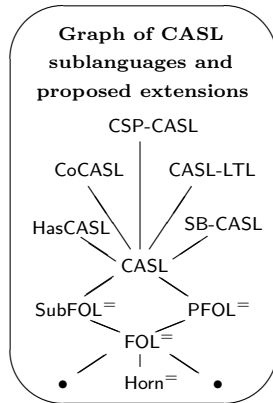 Graph of CASL
sublanguages and
proposed extensions
CSP-CASL
CoCASL CASL-LTL
HasCASL SB-CASL
CASL
SubFOL= PFOL=
FOL=
• Horn= •